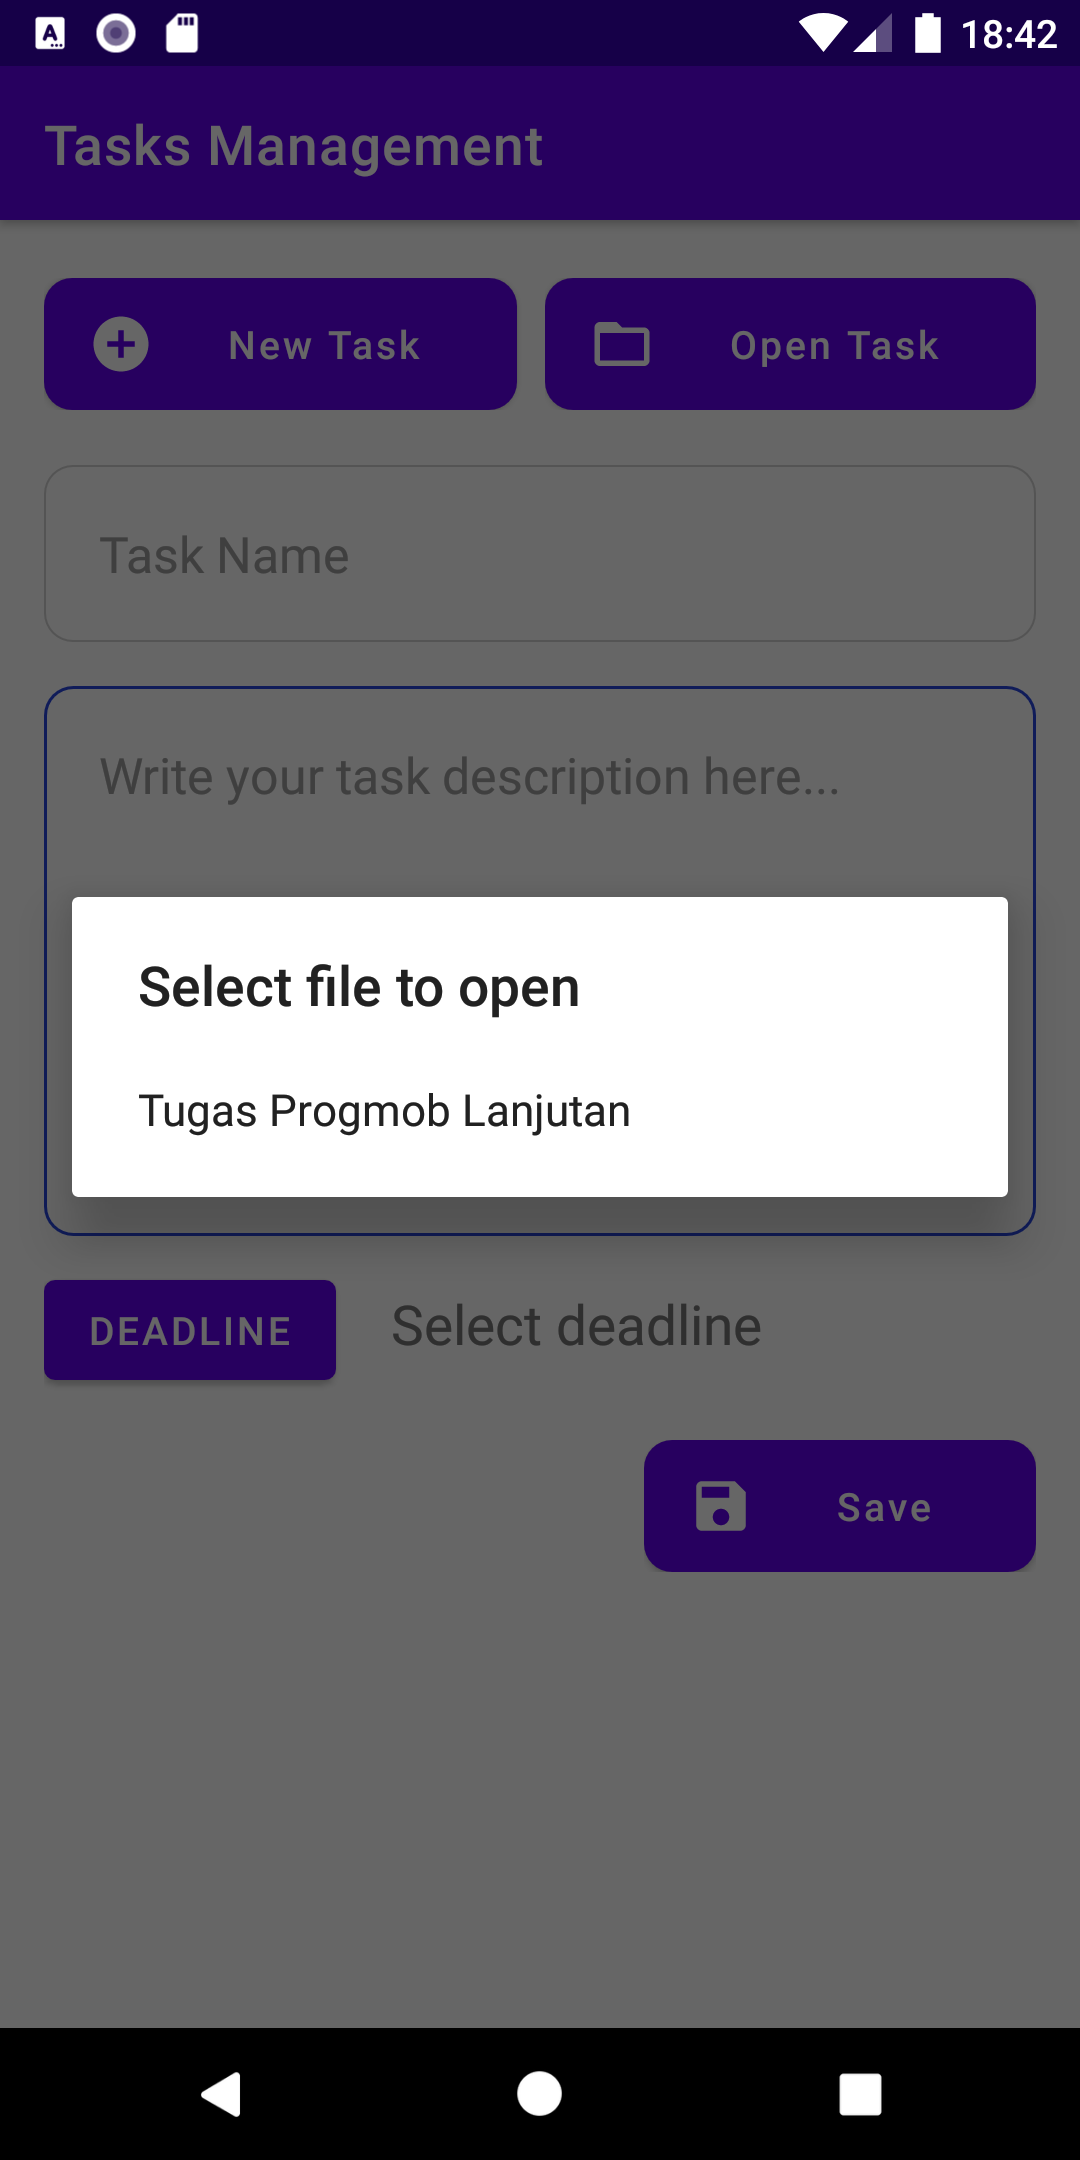 18:42
Tasks Management
New Task
Open Task
Task Name
Write your task description here...
Select file to open
Tugas Progmob Lanjutan
DEADLINE
Select deadline
Save